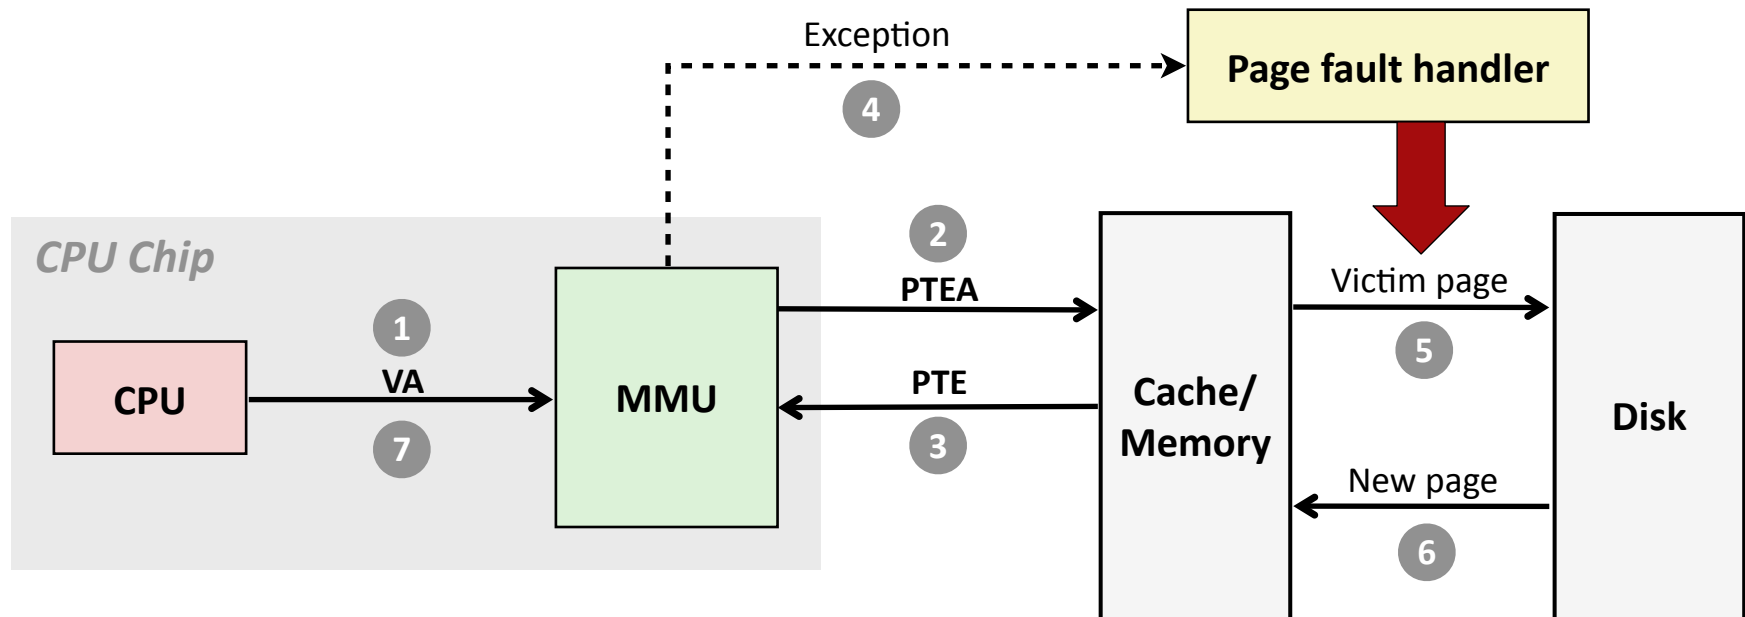 Exception
4
Page fault handler
CPU Chip
2
PTEA
Victim page
5
1
VA
7
CPU
MMU
PTE
3
Cache/
Memory
Disk
New page
6